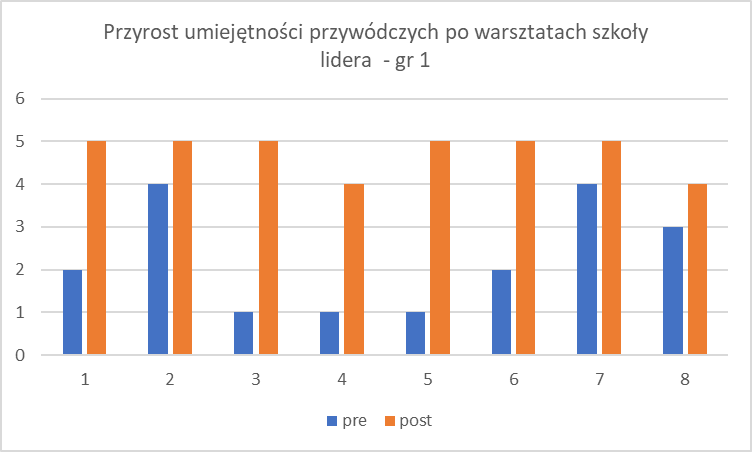 Przyrost umiejętności przywódczych po warsztatach szkoły
lidera - gr 1
6
5
4
3
2
1
0
1 2 3 4 5 6 7 8
pre post